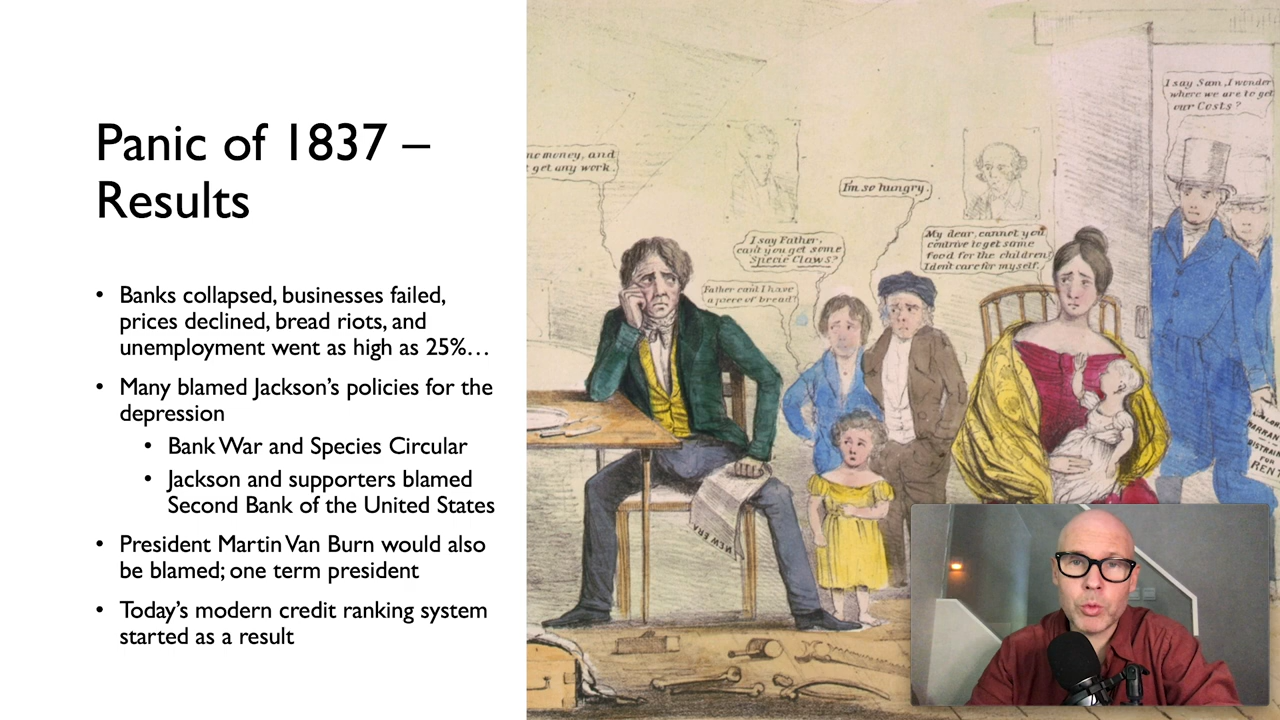 Panic of 1837 –
Results
• Banks collapsed, businesses failed,
prices declined, bread riots, and
unemployment went as high as 25%…
• Many blamed Jackson’s policies for the
depression
• Bank War and Species Circular
• Jackson and supporters blamed
Second Bank of the United States
• President Martin Van Burn would also
be blamed; one term president
• Today’s modern credit ranking system
started as a result
money, and
get any work.
I say Father,
can't you get some
Specie Claws?
Father can't I have
a piece of bread?
I'm so hungry.
My dear, cannot you
contrive to get some
food for the children?
I dont care for myself.
I say Sam, I wonder
where we are to get
our Costs?
NEW ERA
FOR
RENT